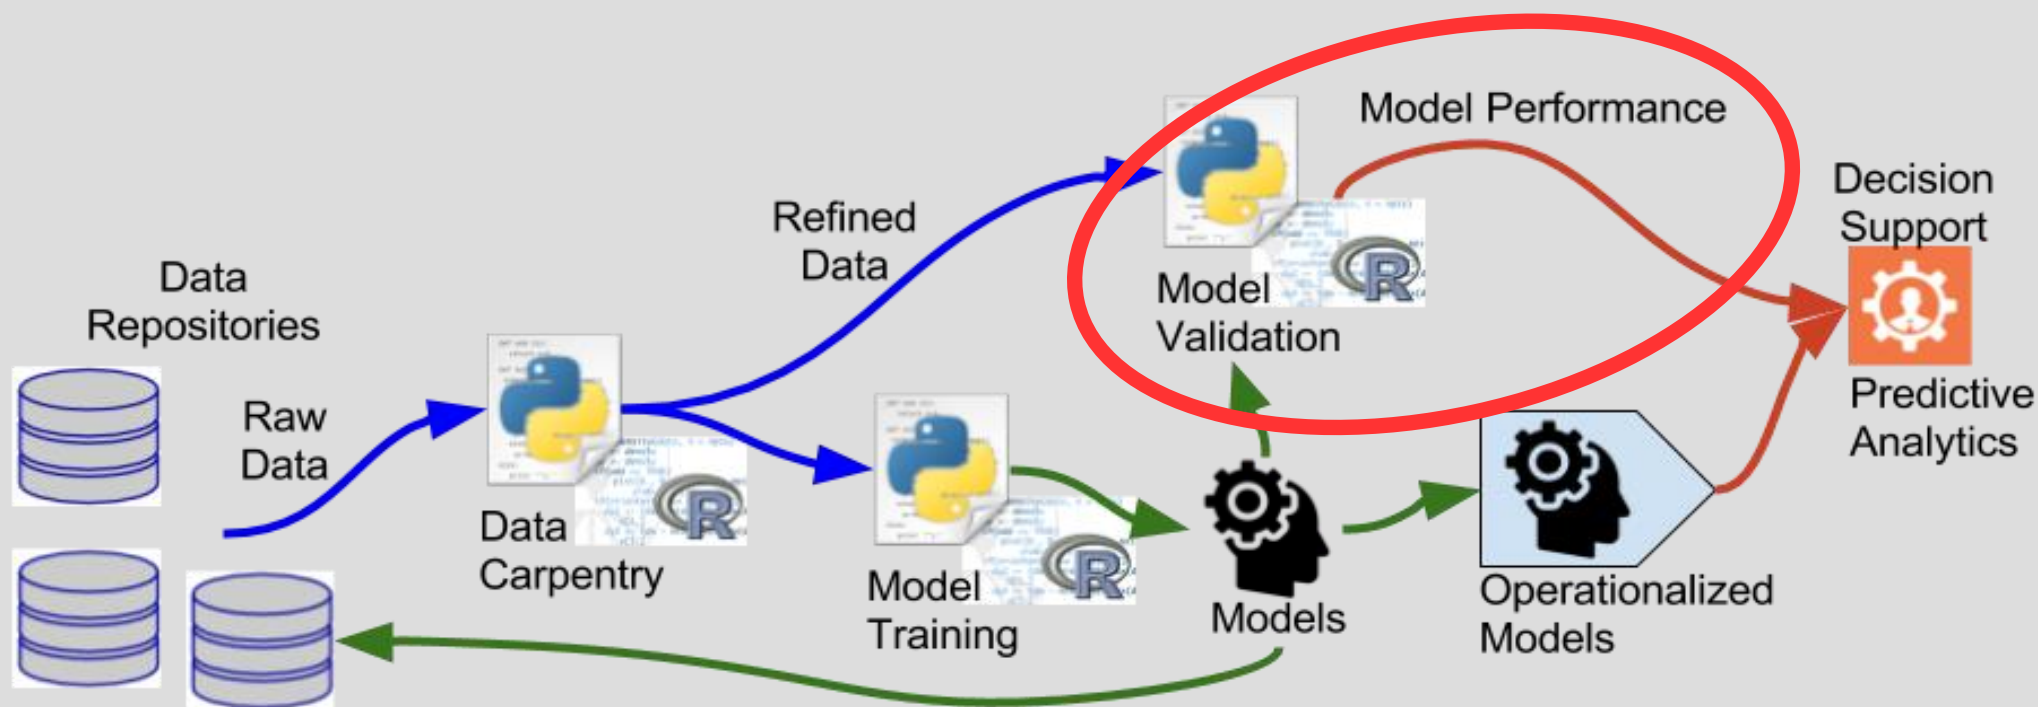 Data
Repositories
Raw
Data
Data
Carpentry
Refined
Data
Model
Training
Model
Validation
Model Performance
Models
Operationalized
Models
Decision
Support
Predictive
Analytics
R
R
R